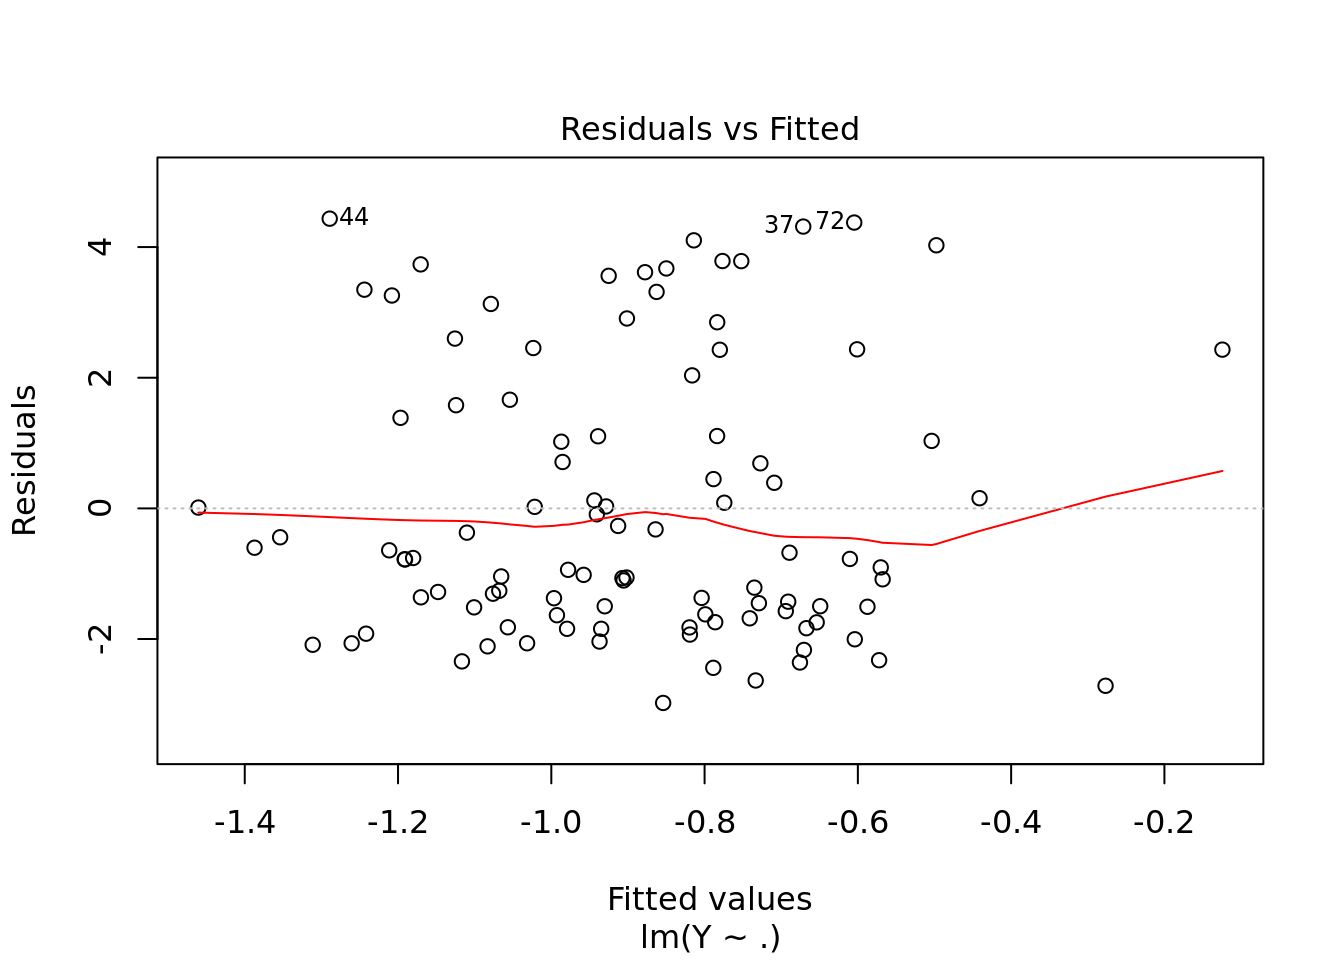 Residuals vs Fitted
44
37
72
4
2
0
-2
Residuals
-1.4 -1.2 -1.0 -0.8 -0.6 -0.4 -0.2
Fitted values
lm(Y ~ .)